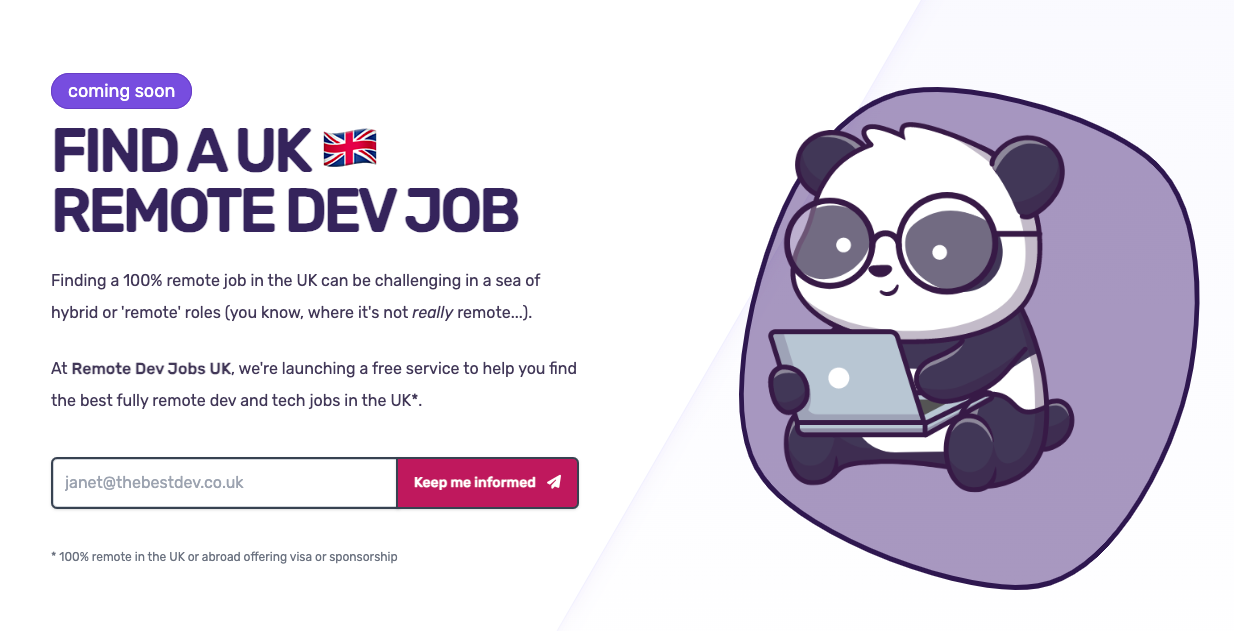 coming soon
FIND A UK 🇬🇧
REMOTE DEV JOB
Finding a 100% remote job in the UK can be challenging in a sea of
hybrid or 'remote' roles (you know, where it's not really remote...).
At Remote Dev Jobs UK, we're launching a free service to help you find
the best fully remote dev and tech jobs in the UK*.
janet@thebestdev.co.uk
Keep me informed
* 100% remote in the UK or abroad offering visa or sponsorship